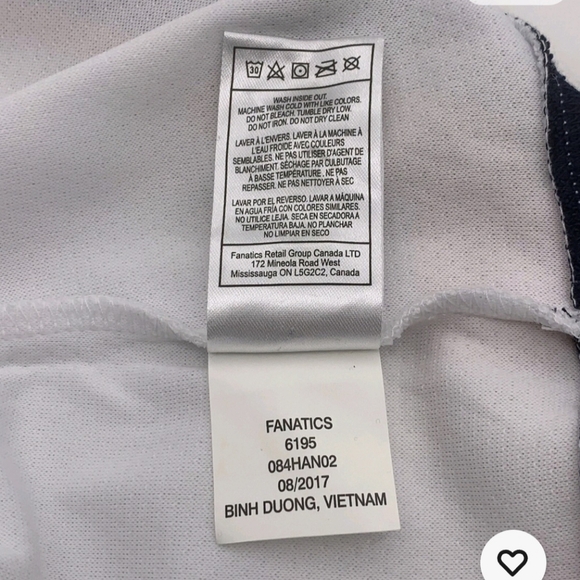 30
WASH INSIDE OUT.
MACHINE WASH COLD WITH LIKE COLORS.
DO NOT BLEACH. TUMBLE DRY LOW.
DO NOT IRON. DO NOT DRY CLEAN
LAVER À L'ENVERS. LAVER À LA MACHINE À
L'EAU FROIDE AVEC COULEURS
SEMBLABLES. NE PAS UTILISER D'AGENT DE
BLANCHIMENT. SÉCHAGE PAR CULBUTAGE
À BASSE TEMPÉRATURE. NE PAS
REPASSER. NE PAS NETTOYER À SEC
LAVAR POR EL REVERSO. LAVAR A MÁQUINA
EN AGUA FRÍA CON COLORES SIMILARES.
NO UTILICE LEJIA. SECA EN SECADORA A
TEMPERATURA BAJA. NO PLANCHAR
NO LIMPIAR EN SECO
Fanatics Retail Group Canada LTD
172 Mineola Road West
Mississauga ON L5G2C2, Canada
FANATICS
6195
084HAN02
08/2017
BINH DUONG, VIETNAM